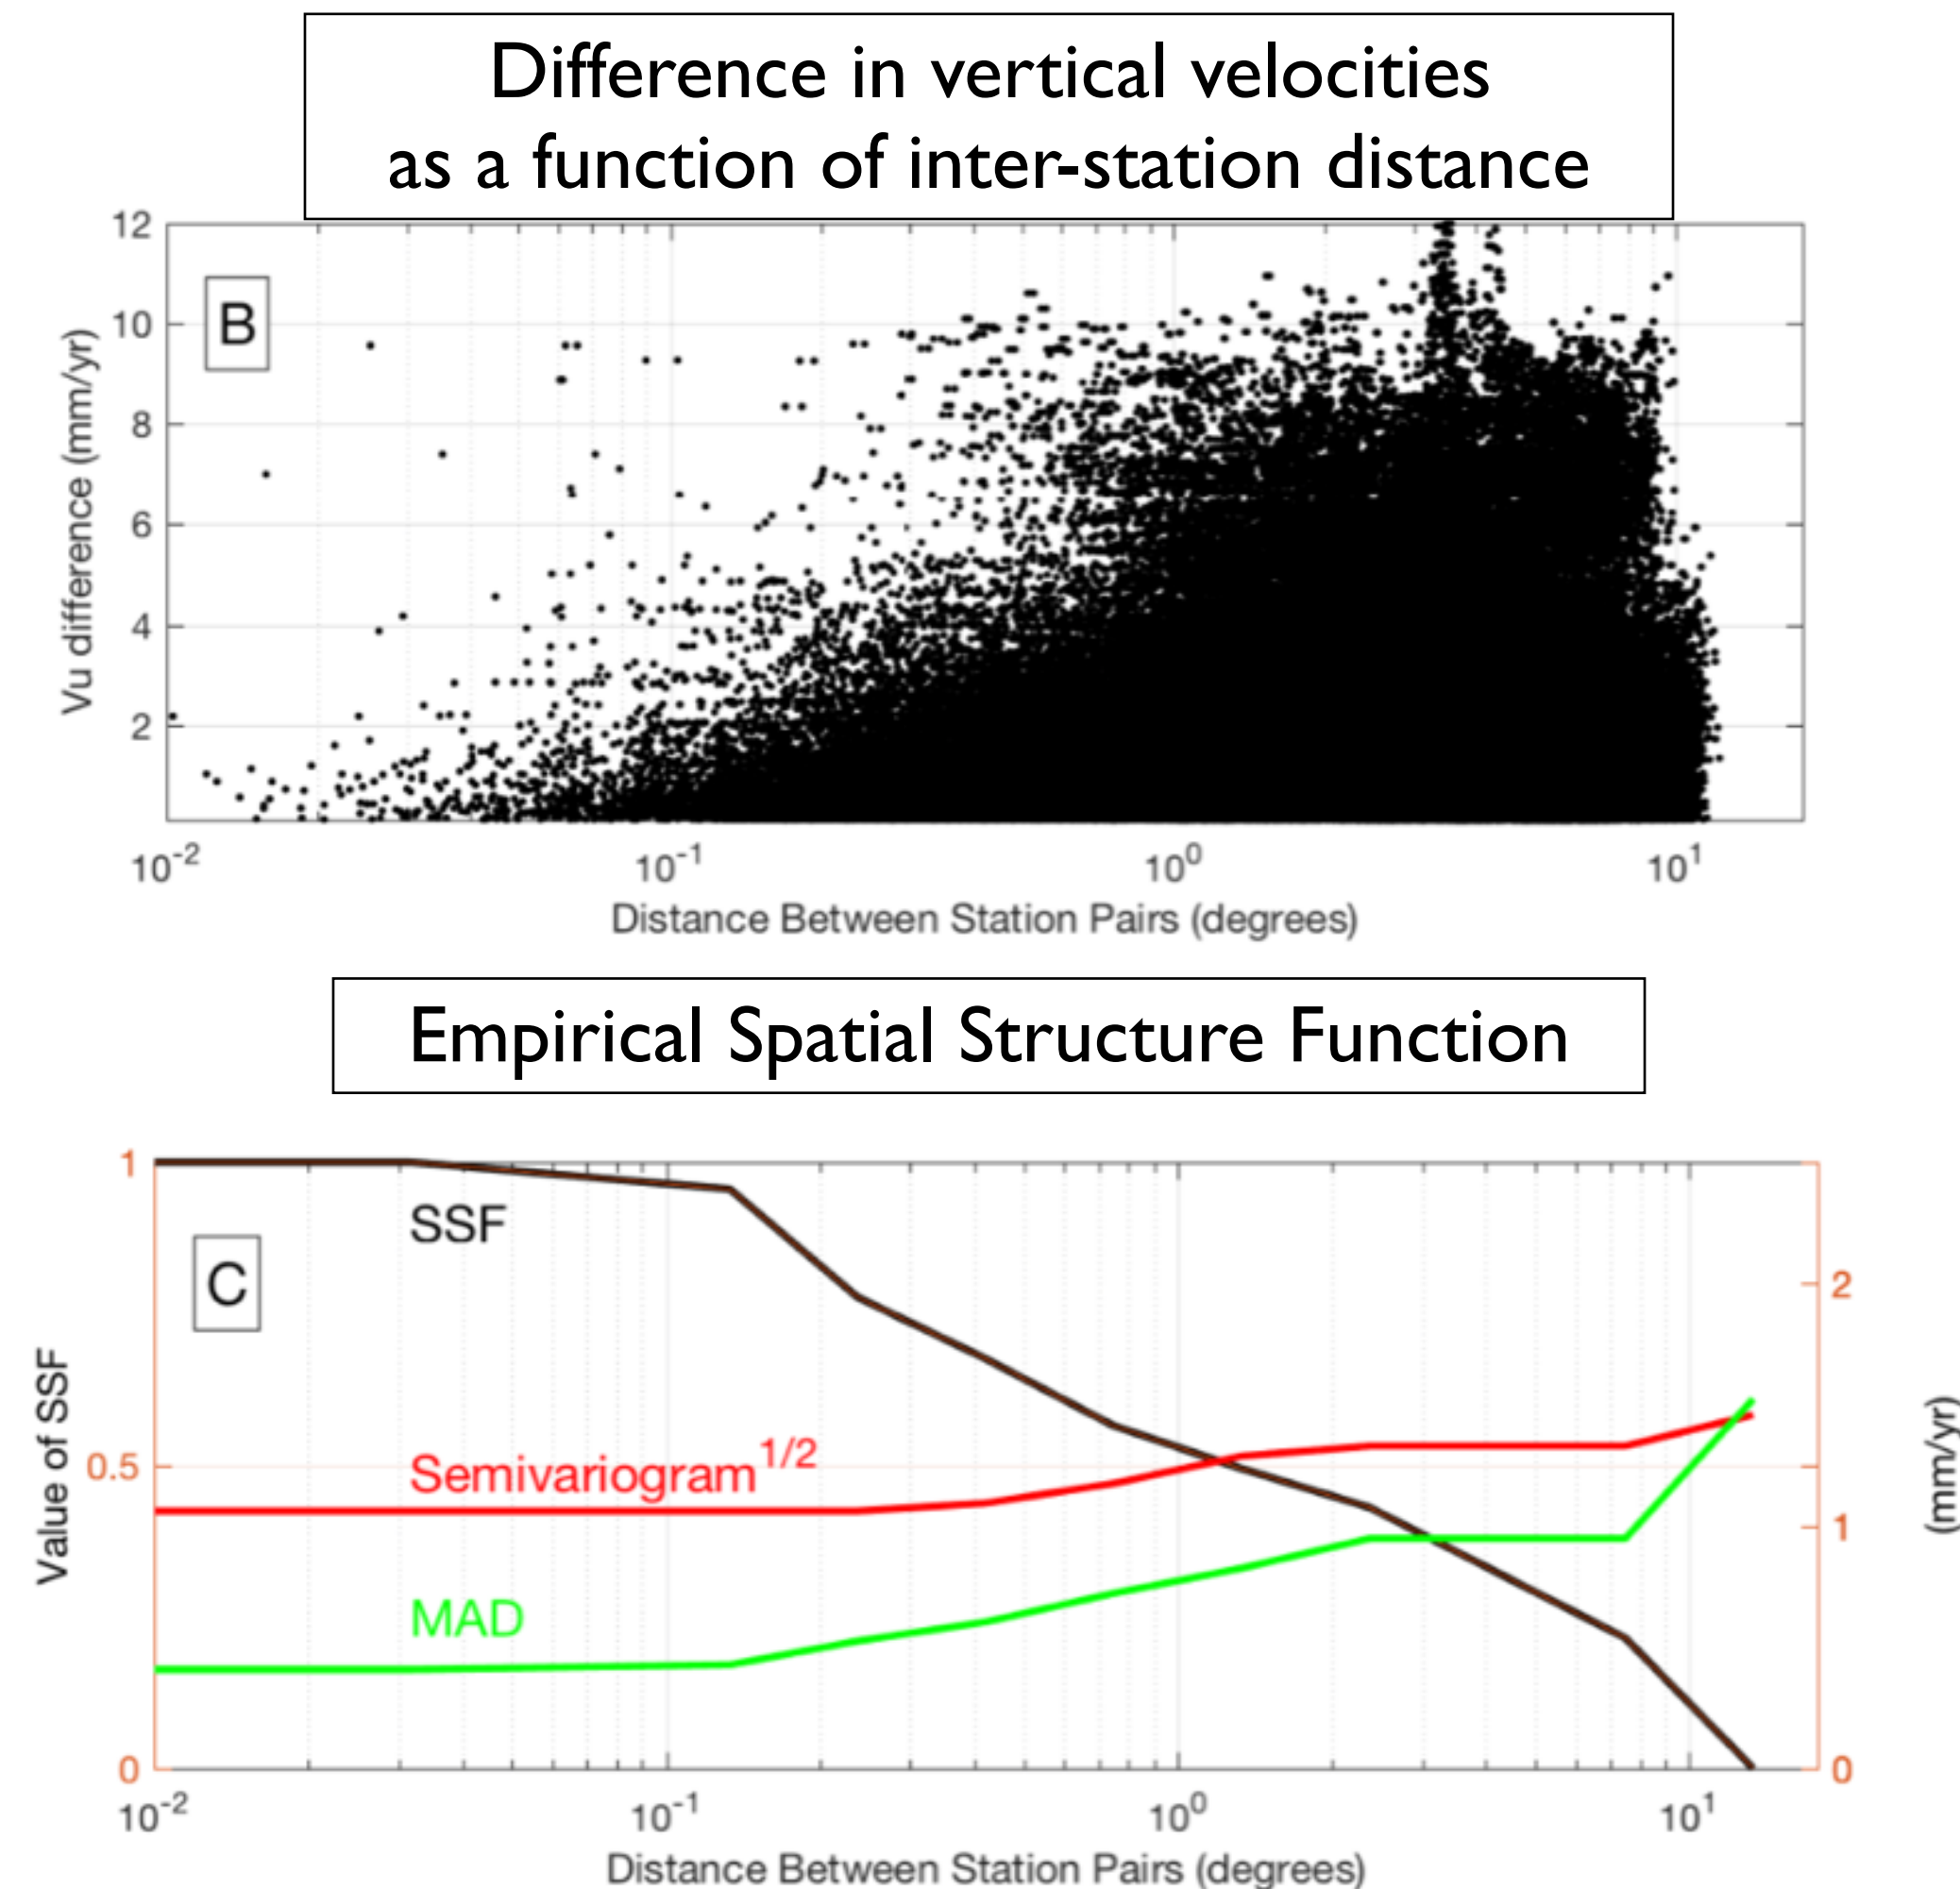 Difference in vertical velocities
as a function of inter-station distance
12
10
8
6
4
2
Vu difference (mm/yr)
B
10^-2
10^-1
10^0
10^1
Distance Between Station Pairs (degrees)
Empirical Spatial Structure Function
1
0.5
0
Value of SSF
C
SSF
Semivariogram^1/2
MAD
2
1
0
(mm/yr)
10^-2
10^-1
10^0
10^1
Distance Between Station Pairs (degrees)